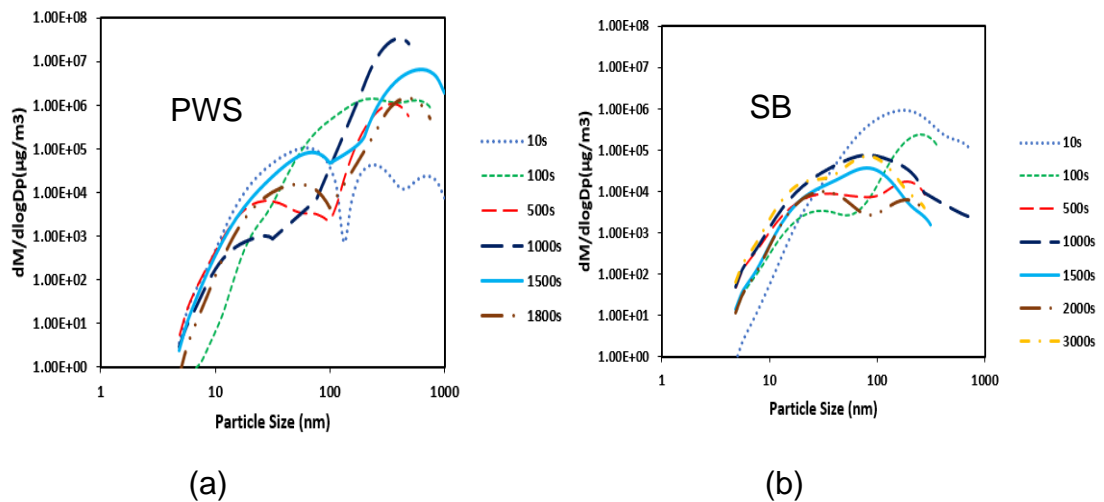 1.00E+08
1.00E+07
1.00E+06
1.00E+05
1.00E+04
1.00E+03
1.00E+02
1.00E+01
1.00E+00
dM/dlogDp(µg/m3)
PWS
1 10 100 1000
Particle Size (nm)
10s
100s
500s
1000s
1500s
1800s
(a)
1.00E+08
1.00E+07
1.00E+06
1.00E+05
1.00E+04
1.00E+03
1.00E+02
1.00E+01
1.00E+00
dM/dlogDp(µg/m3)
SB
1 10 100 1000
Particle Size (nm)
10s
100s
500s
1000s
1500s
2000s
3000s
(b)